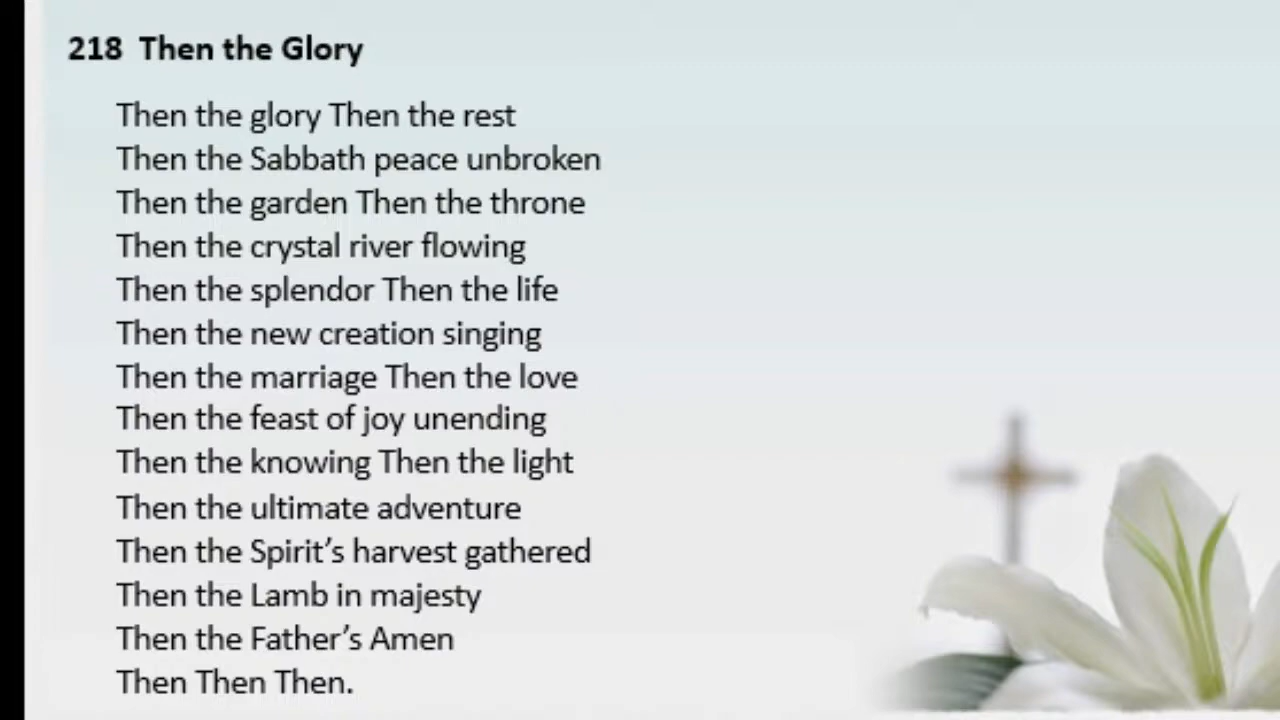 218 Then the Glory
Then the glory Then the rest
Then the Sabbath peace unbroken
Then the garden Then the throne
Then the crystal river flowing
Then the splendor Then the life
Then the new creation singing
Then the marriage Then the love
Then the feast of joy unending
Then the knowing Then the light
Then the ultimate adventure
Then the Spirit’s harvest gathered
Then the Lamb in majesty
Then the Father’s Amen
Then Then Then.